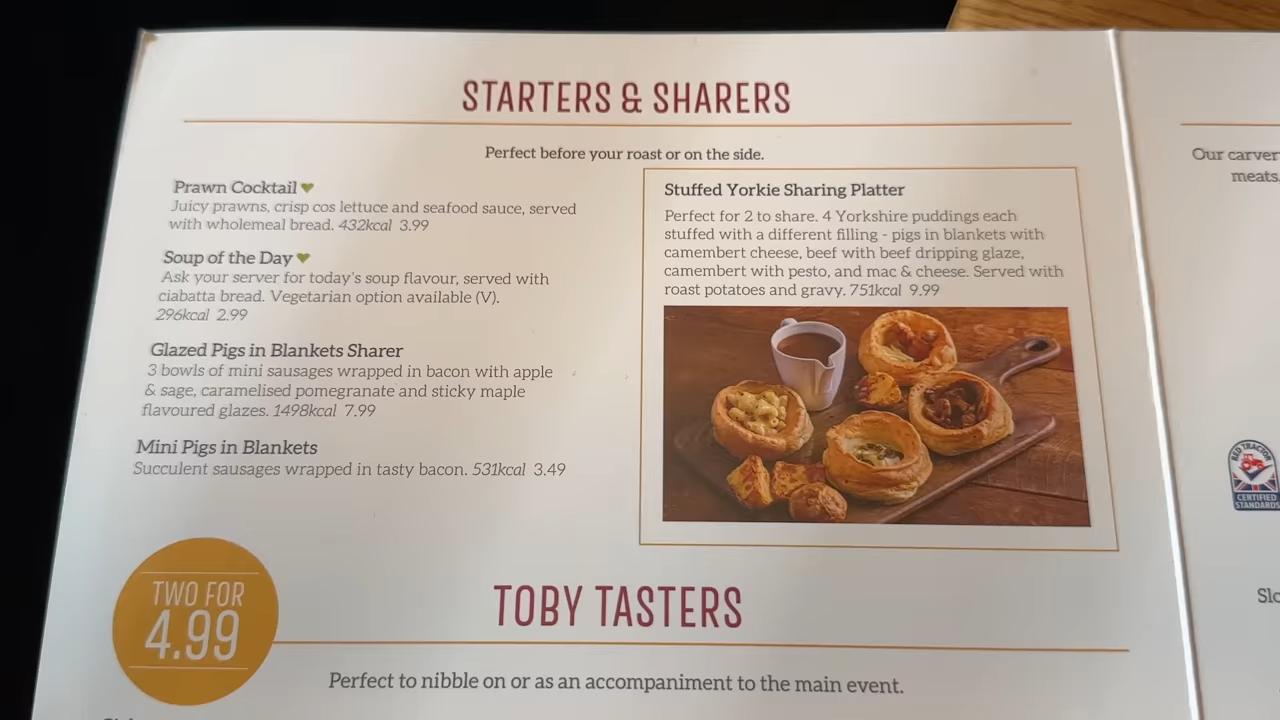 STARTERS & SHARERS
Perfect before your roast or on the side.
Prawn Cocktail
Juicy prawns, crisp cos lettuce and seafood sauce, served
with wholemeal bread. 432kcal 3.99
Soup of the Day
Ask your server for today's soup flavour, served with
ciabatta bread. Vegetarian option available (V).
296kcal 2.99
Glazed Pigs in Blankets Sharer
3 bowls of mini sausages wrapped in bacon with apple
& sage, caramelised pomegranate and sticky maple
flavoured glazes. 1498kcal 7.99
Mini Pigs in Blankets
Succulent sausages wrapped in tasty bacon. 531kcal 3.49
Stuffed Yorkie Sharing Platter
Perfect for 2 to share. 4 Yorkshire puddings each
stuffed with a different filling - pigs in blankets with
camembert cheese, beef with beef dripping glaze,
camembert with pesto, and mac & cheese. Served with
roast potatoes and gravy. 751kcal 9.99
TWO FOR
4.99
TOBY TASTERS
Perfect to nibble on or as an accompaniment to the main event.
Our carver
meats.
RED TRACTOR
CERTIFIED
STANDARDS
Slo